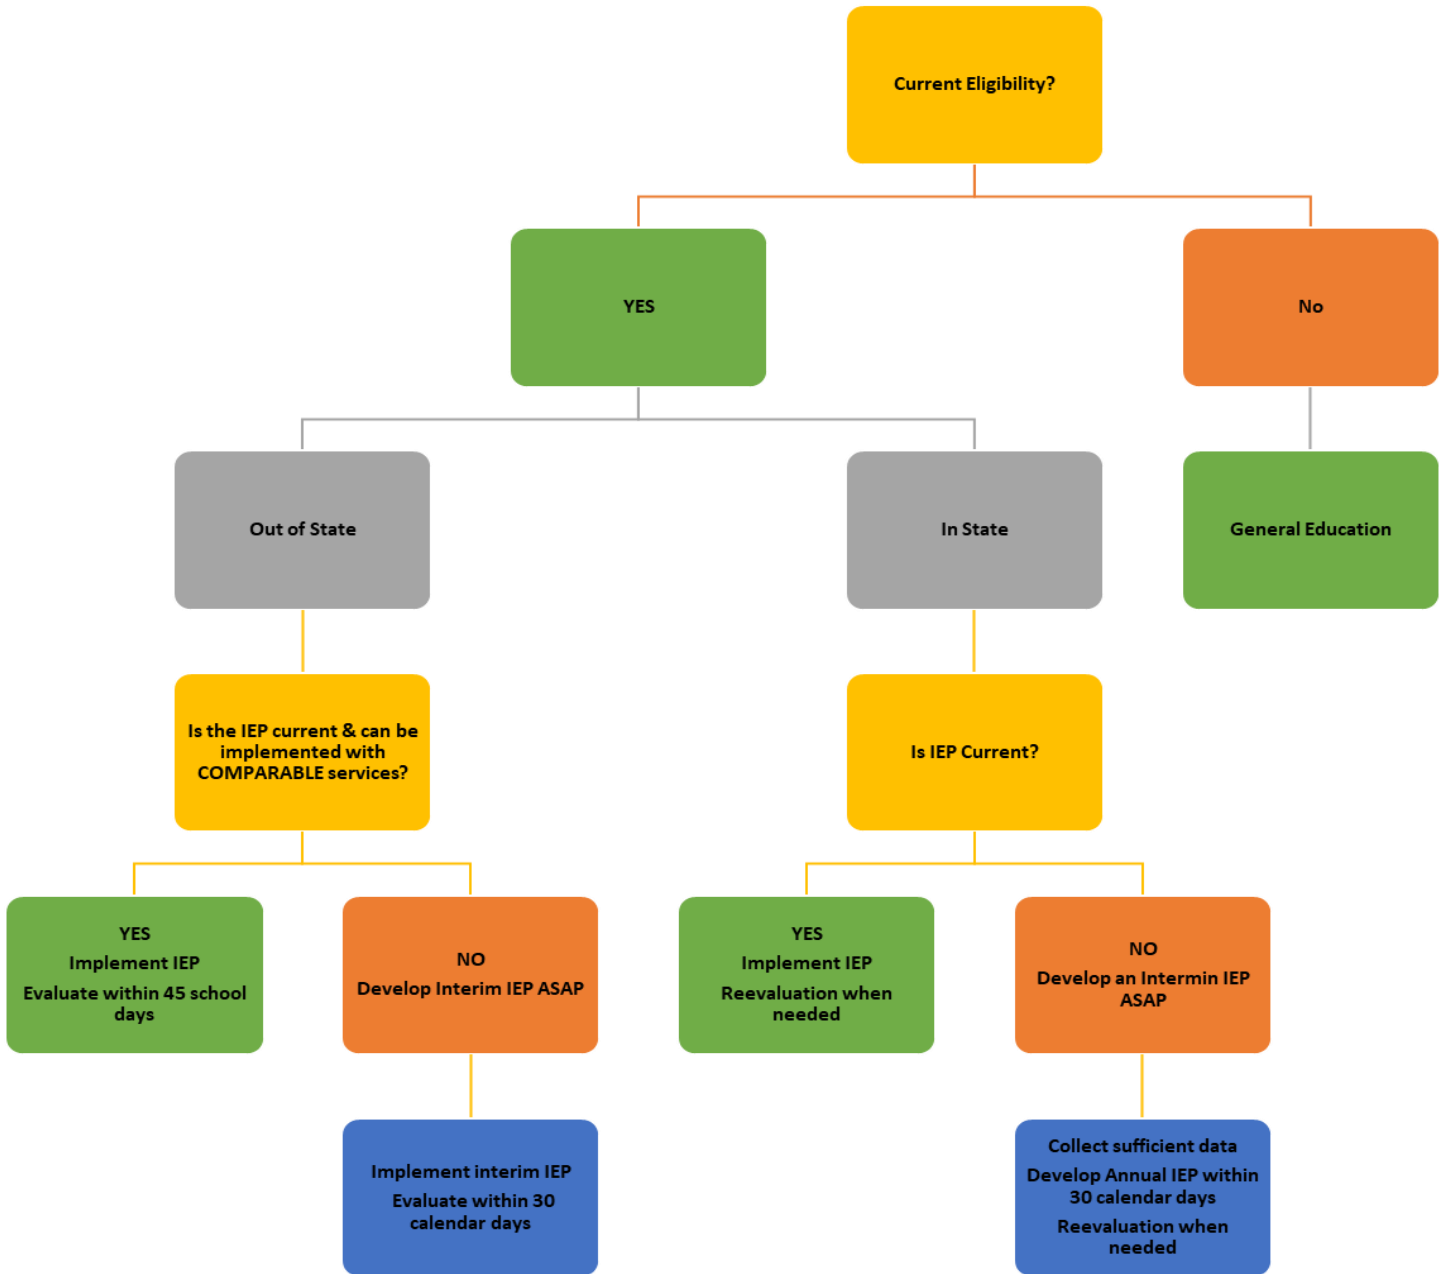 Current Eligibility?
YES
No
Out of State
In State
General Education
Is the IEP current & can be
implemented with
COMPARABLE services?
Is IEP Current?
YES
Implement IEP
Evaluate within 45 school
days
NO
Develop Interim IEP ASAP
YES
Implement IEP
Reevaluation when
needed
NO
Develop an Intermin IEP
ASAP
Implement interim IEP
Evaluate within 30
calendar days
Collect sufficient data
Develop Annual IEP within
30 calendar days
Reevaluation when
needed